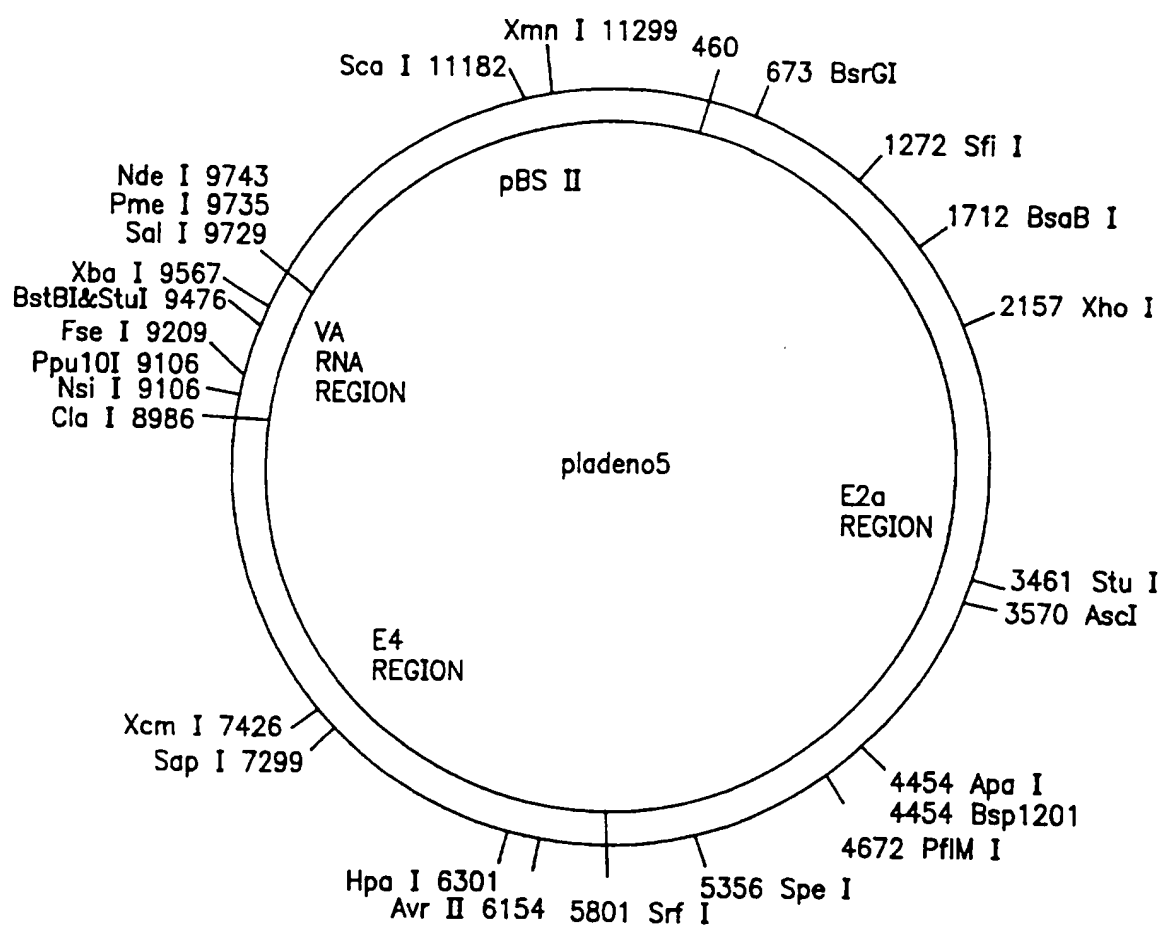 Xmn I 11299
460
Sca I 11182
673 BsrGI
1272 Sfi I
pBS II
Nde I 9743
Pme I 9735
Sal I 9729
1712 BsaB I
Xba I 9567
BstBI&StuI 9476
Fse I 9209
Ppu10I 9106
Nsi I 9106
Cla I 8986
VA
RNA
REGION
2157 Xho I
pladeno5
E2a
REGION
3461 Stu I
3570 AscI
E4
REGION
Xcm I 7426
Sap I 7299
4454 Apa I
4454 Bsp1201
4672 PflM I
Hpa I 6301
Avr II 6154
5801 Srf I
5356 Spe I